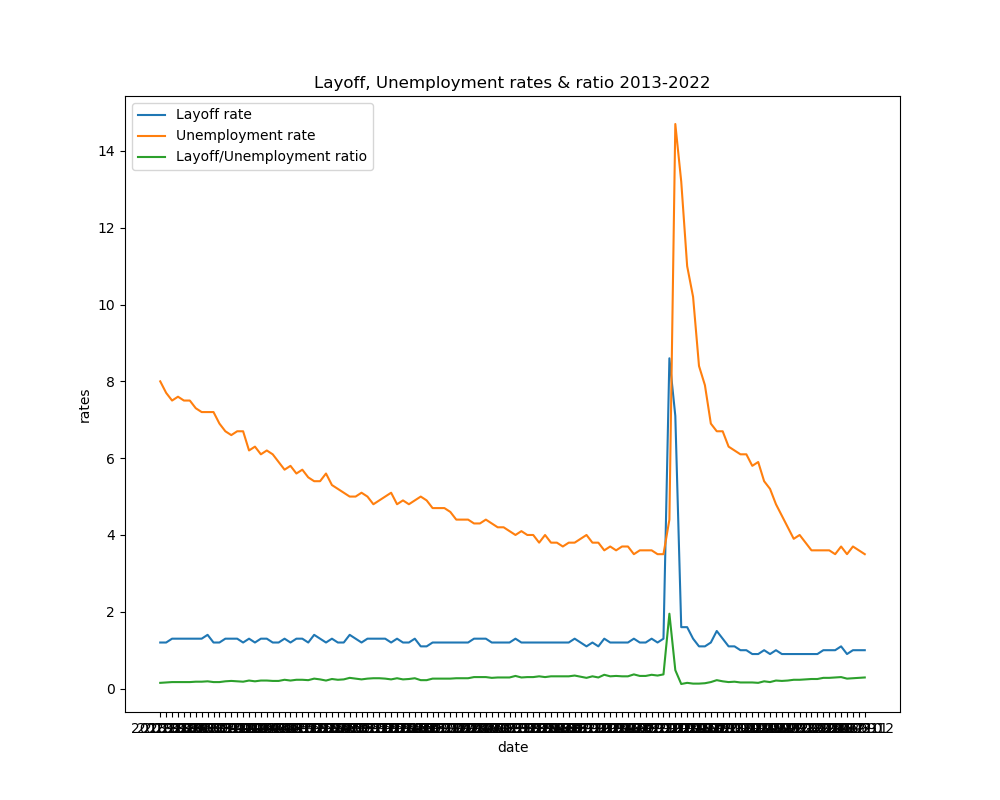 Layoff, Unemployment rates & ratio 2013-2022
Layoff rate
Unemployment rate
Layoff/Unemployment ratio
14
12
10
8
6
4
2
0
rates
date